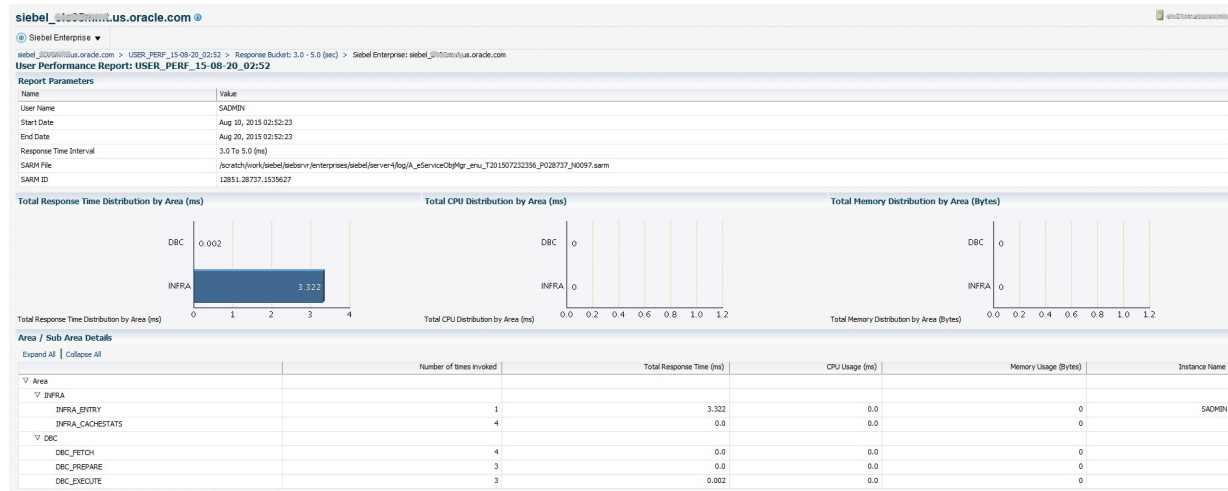 siebel_ .us.oracle.com
Siebel Enterprise ▼
siebel_ us.oracle.com > USER_PERF_15-08-20_02:52 > Response Bucket: 3.0 - 5.0 (sec) > Siebel Enterprise: siebel_ us.oracle.com
User Performance Report: USER_PERF_15-08-20_02:52
Report Parameters
Name Value
User Name SADMIN
Start Date Aug 10, 2015 02:52:23
End Date Aug 20, 2015 02:52:23
Response Time Interval 3.0 To 5.0 (ms)
SARM File /scratch/work/siebel/siebsrvr/enterprises/siebel/server4/log/A_eServiceObjMgr_enu_T201507232356_P028737_N0097.sarm
SARM ID 12851.28737.1535627
Total Response Time Distribution by Area (ms)
DBC 0.002
INFRA 3.322
0 1 2 3 4
Total Response Time Distribution by Area (ms)
Total CPU Distribution by Area (ms)
DBC 0
INFRA 0
0.0 0.2 0.4 0.6 0.8 1.0 1.2
Total CPU Distribution by Area (ms)
Total Memory Distribution by Area (Bytes)
DBC 0
INFRA 0
0.0 0.2 0.4 0.6 0.8 1.0 1.2
Total Memory Distribution by Area (Bytes)
Area / Sub Area Details
Expand All | Collapse All
Number of times invoked Total Response Time (ms) CPU Usage (ms) Memory Usage (Bytes) Instance Name
Area
INFRA
INFRA_ENTRY 1 3.322 0.0 0 SADMIN
INFRA_CACHESTATS 4 0.0 0.0 0
DBC
DBC_FETCH 4 0.0 0.0 0
DBC_PREPARE 3 0.0 0.0 0
DBC_EXECUTE 3 0.002 0.0 0